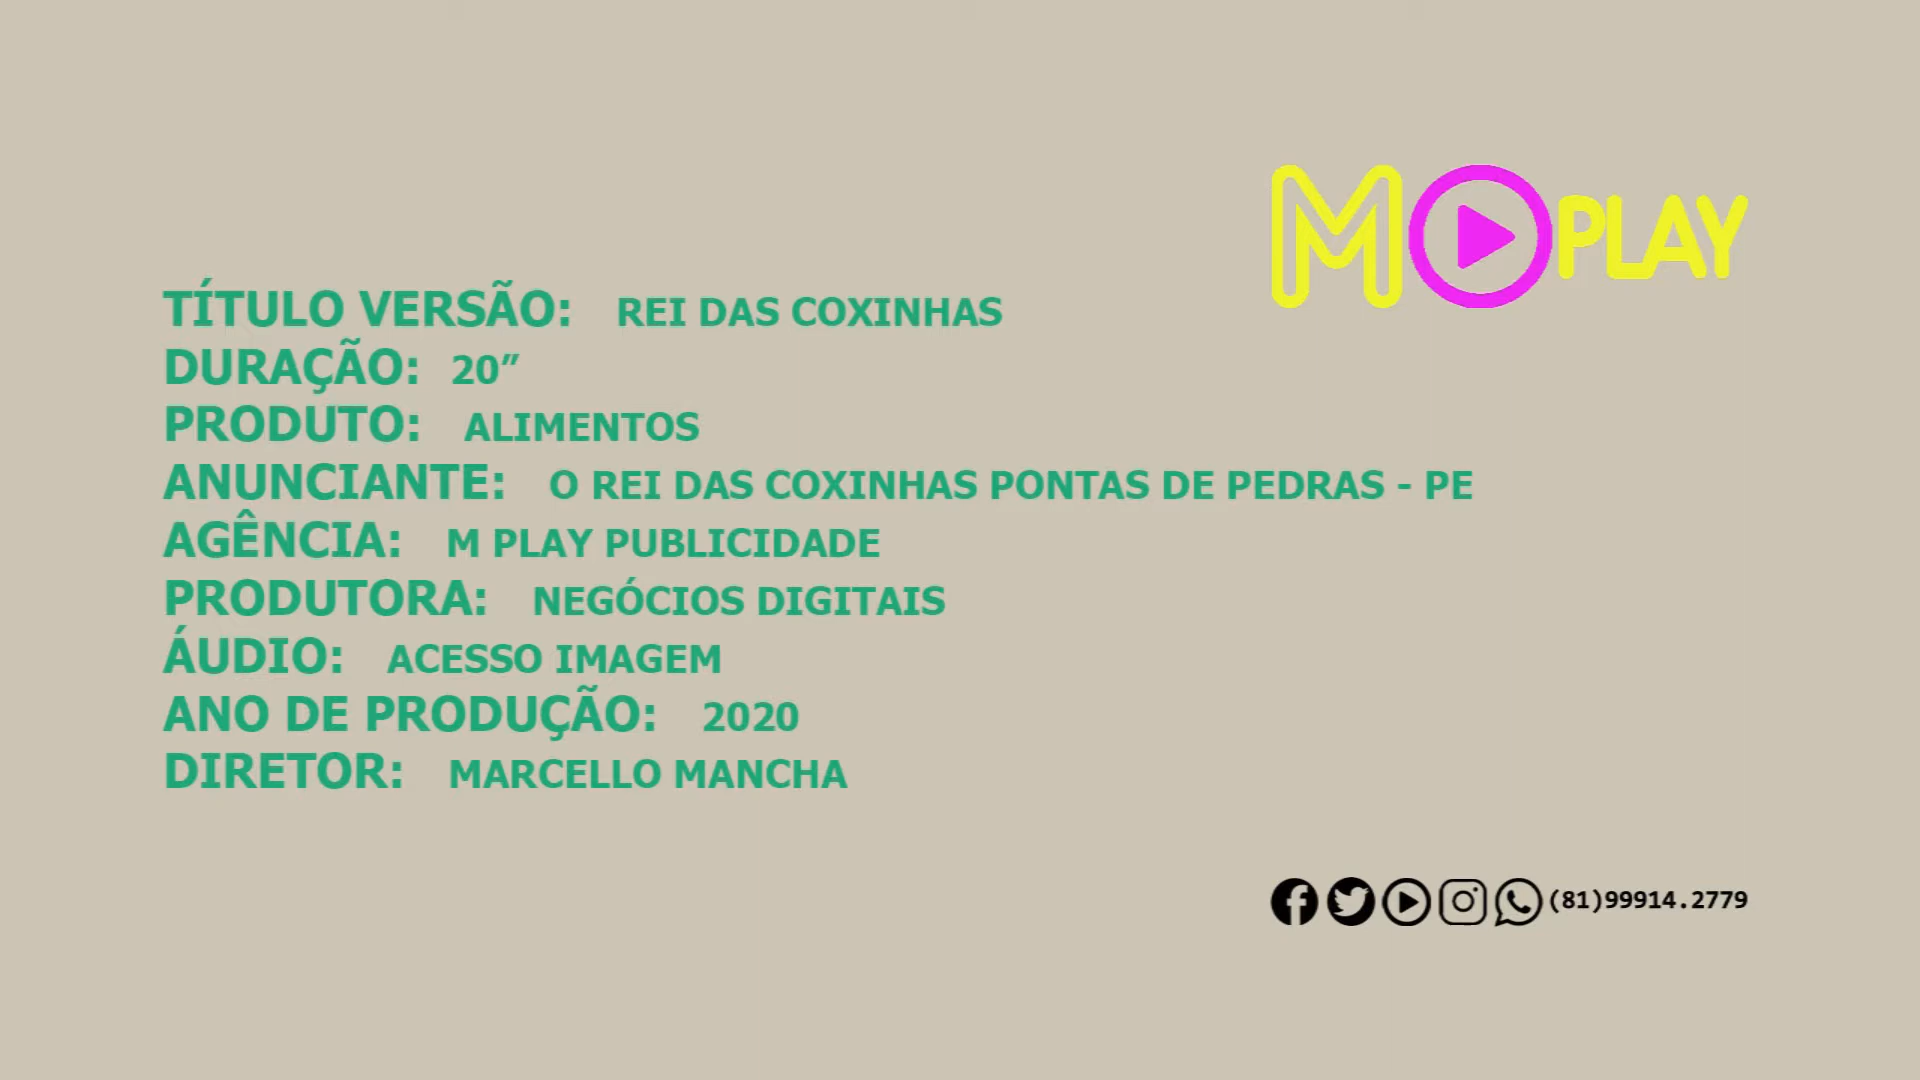 M PLAY
TÍTULO VERSÃO: REI DAS COXINHAS
DURAÇÃO: 20”
PRODUTO: ALIMENTOS
ANUNCIANTE: O REI DAS COXINHAS PONTAS DE PEDRAS - PE
AGÊNCIA: M PLAY PUBLICIDADE
PRODUTORA: NEGÓCIOS DIGITAIS
ÁUDIO: ACESSO IMAGEM
ANO DE PRODUÇÃO: 2020
DIRETOR: MARCELLO MANCHA
(81)99914.2779